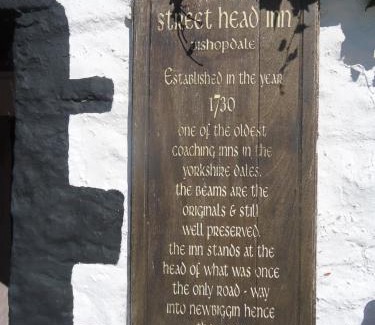 Street Head Inn
Bishopdale
Established in the year
1730
one of the oldest
coaching inns in the
yorkshire dales.
the beams are the
originals & still
well preserved.
the inn stands at the
head of what was once
the only road - way
into newbiggin hence